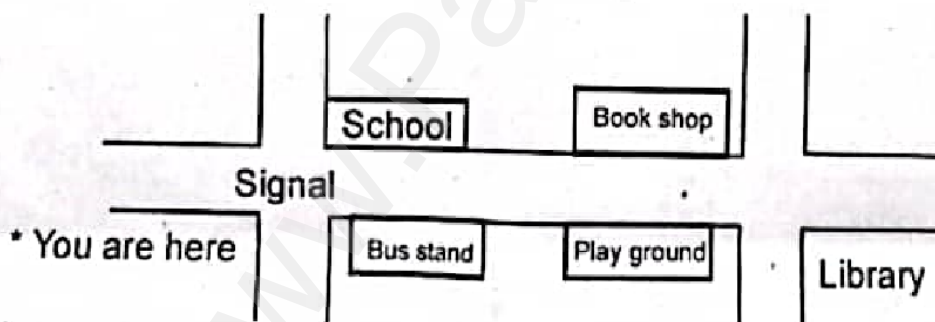 School
Book shop
Signal
* You are here
Bus stand
Play ground
Library